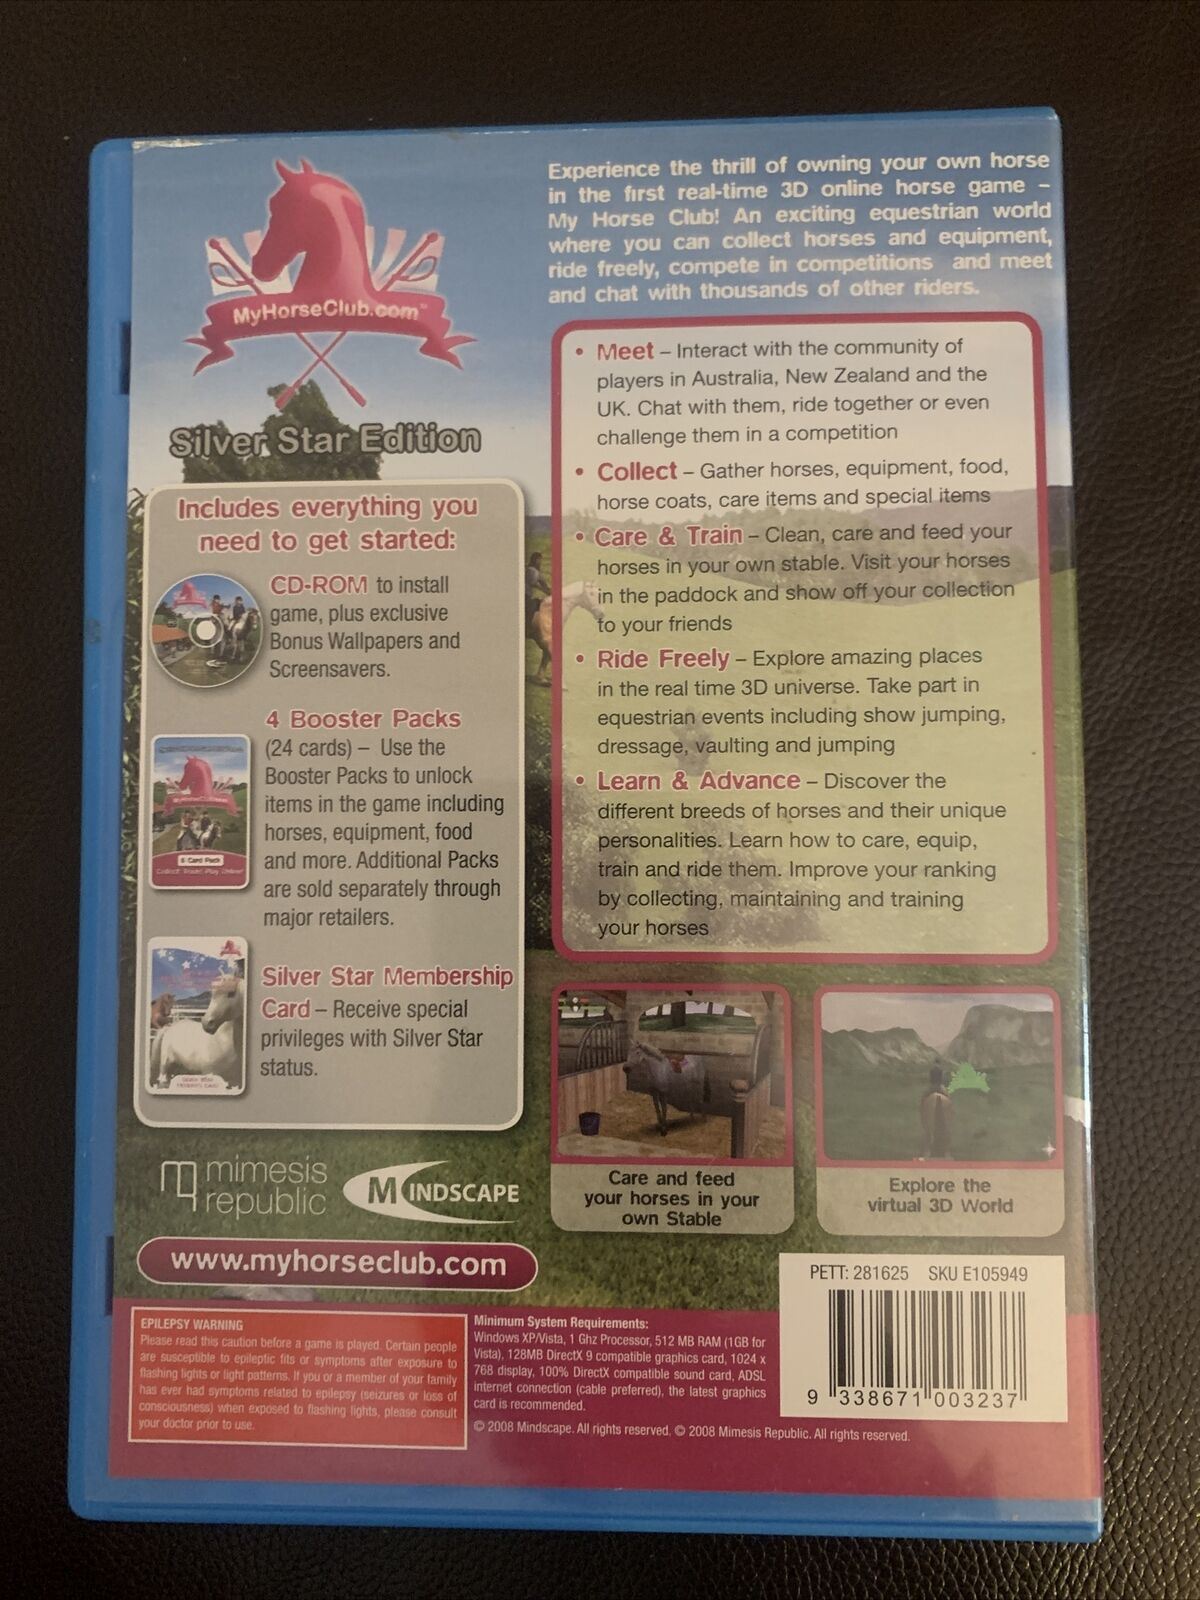 MyHorseClub.com™
Silver Star Edition
Includes everything you
need to get started:
CD-ROM to install
game, plus exclusive
Bonus Wallpapers and
Screensavers.
4 Booster Packs
(24 cards) – Use the
Booster Packs to unlock
items in the game including
horses, equipment, food
and more. Additional Packs
are sold separately through
major retailers.
MyHorseClub.com
6 Card Pack
Silver Star Membership
Card – Receive special
privileges with Silver Star
status.
mimesis
republic
MINDSCAPE
www.myhorseclub.com
Experience the thrill of owning your own horse
in the first real-time 3D online horse game –
My Horse Club! An exciting equestrian world
where you can collect horses and equipment,
ride freely, compete in competitions and meet
and chat with thousands of other riders.
• Meet – Interact with the community of
players in Australia, New Zealand and the
UK. Chat with them, ride together or even
challenge them in a competition
• Collect – Gather horses, equipment, food,
horse coats, care items and special items
• Care & Train – Clean, care and feed your
horses in your own stable. Visit your horses
in the paddock and show off your collection
to your friends
• Ride Freely – Explore amazing places
in the real time 3D universe. Take part in
equestrian events including show jumping,
dressage, vaulting and jumping
• Learn & Advance – Discover the
different breeds of horses and their unique
personalities. Learn how to care, equip,
train and ride them. Improve your ranking
by collecting, maintaining and training
your horses
Care and feed
your horses in your
own Stable
Explore the
virtual 3D World
PETT: 281625 SKU E105949
9 338671 003237
EPILEPSY WARNING
Please read this caution before a game is played. Certain people
are susceptible to epileptic fits or symptoms after exposure to
flashing lights or light patterns. If you or a member of your family
has ever had symptoms related to epilepsy (seizures or loss of
consciousness) when exposed to flashing lights, please consult
your doctor prior to use.
Minimum System Requirements:
Windows XP/Vista, 1 Ghz Processor, 512 MB RAM (1GB for
Vista), 128MB DirectX 9 compatible graphics card, 1024 x
768 display, 100% DirectX compatible sound card, ADSL
internet connection (cable preferred), the latest graphics
card is recommended.
© 2008 Mindscape. All rights reserved. © 2008 Mimesis Republic. All rights reserved.